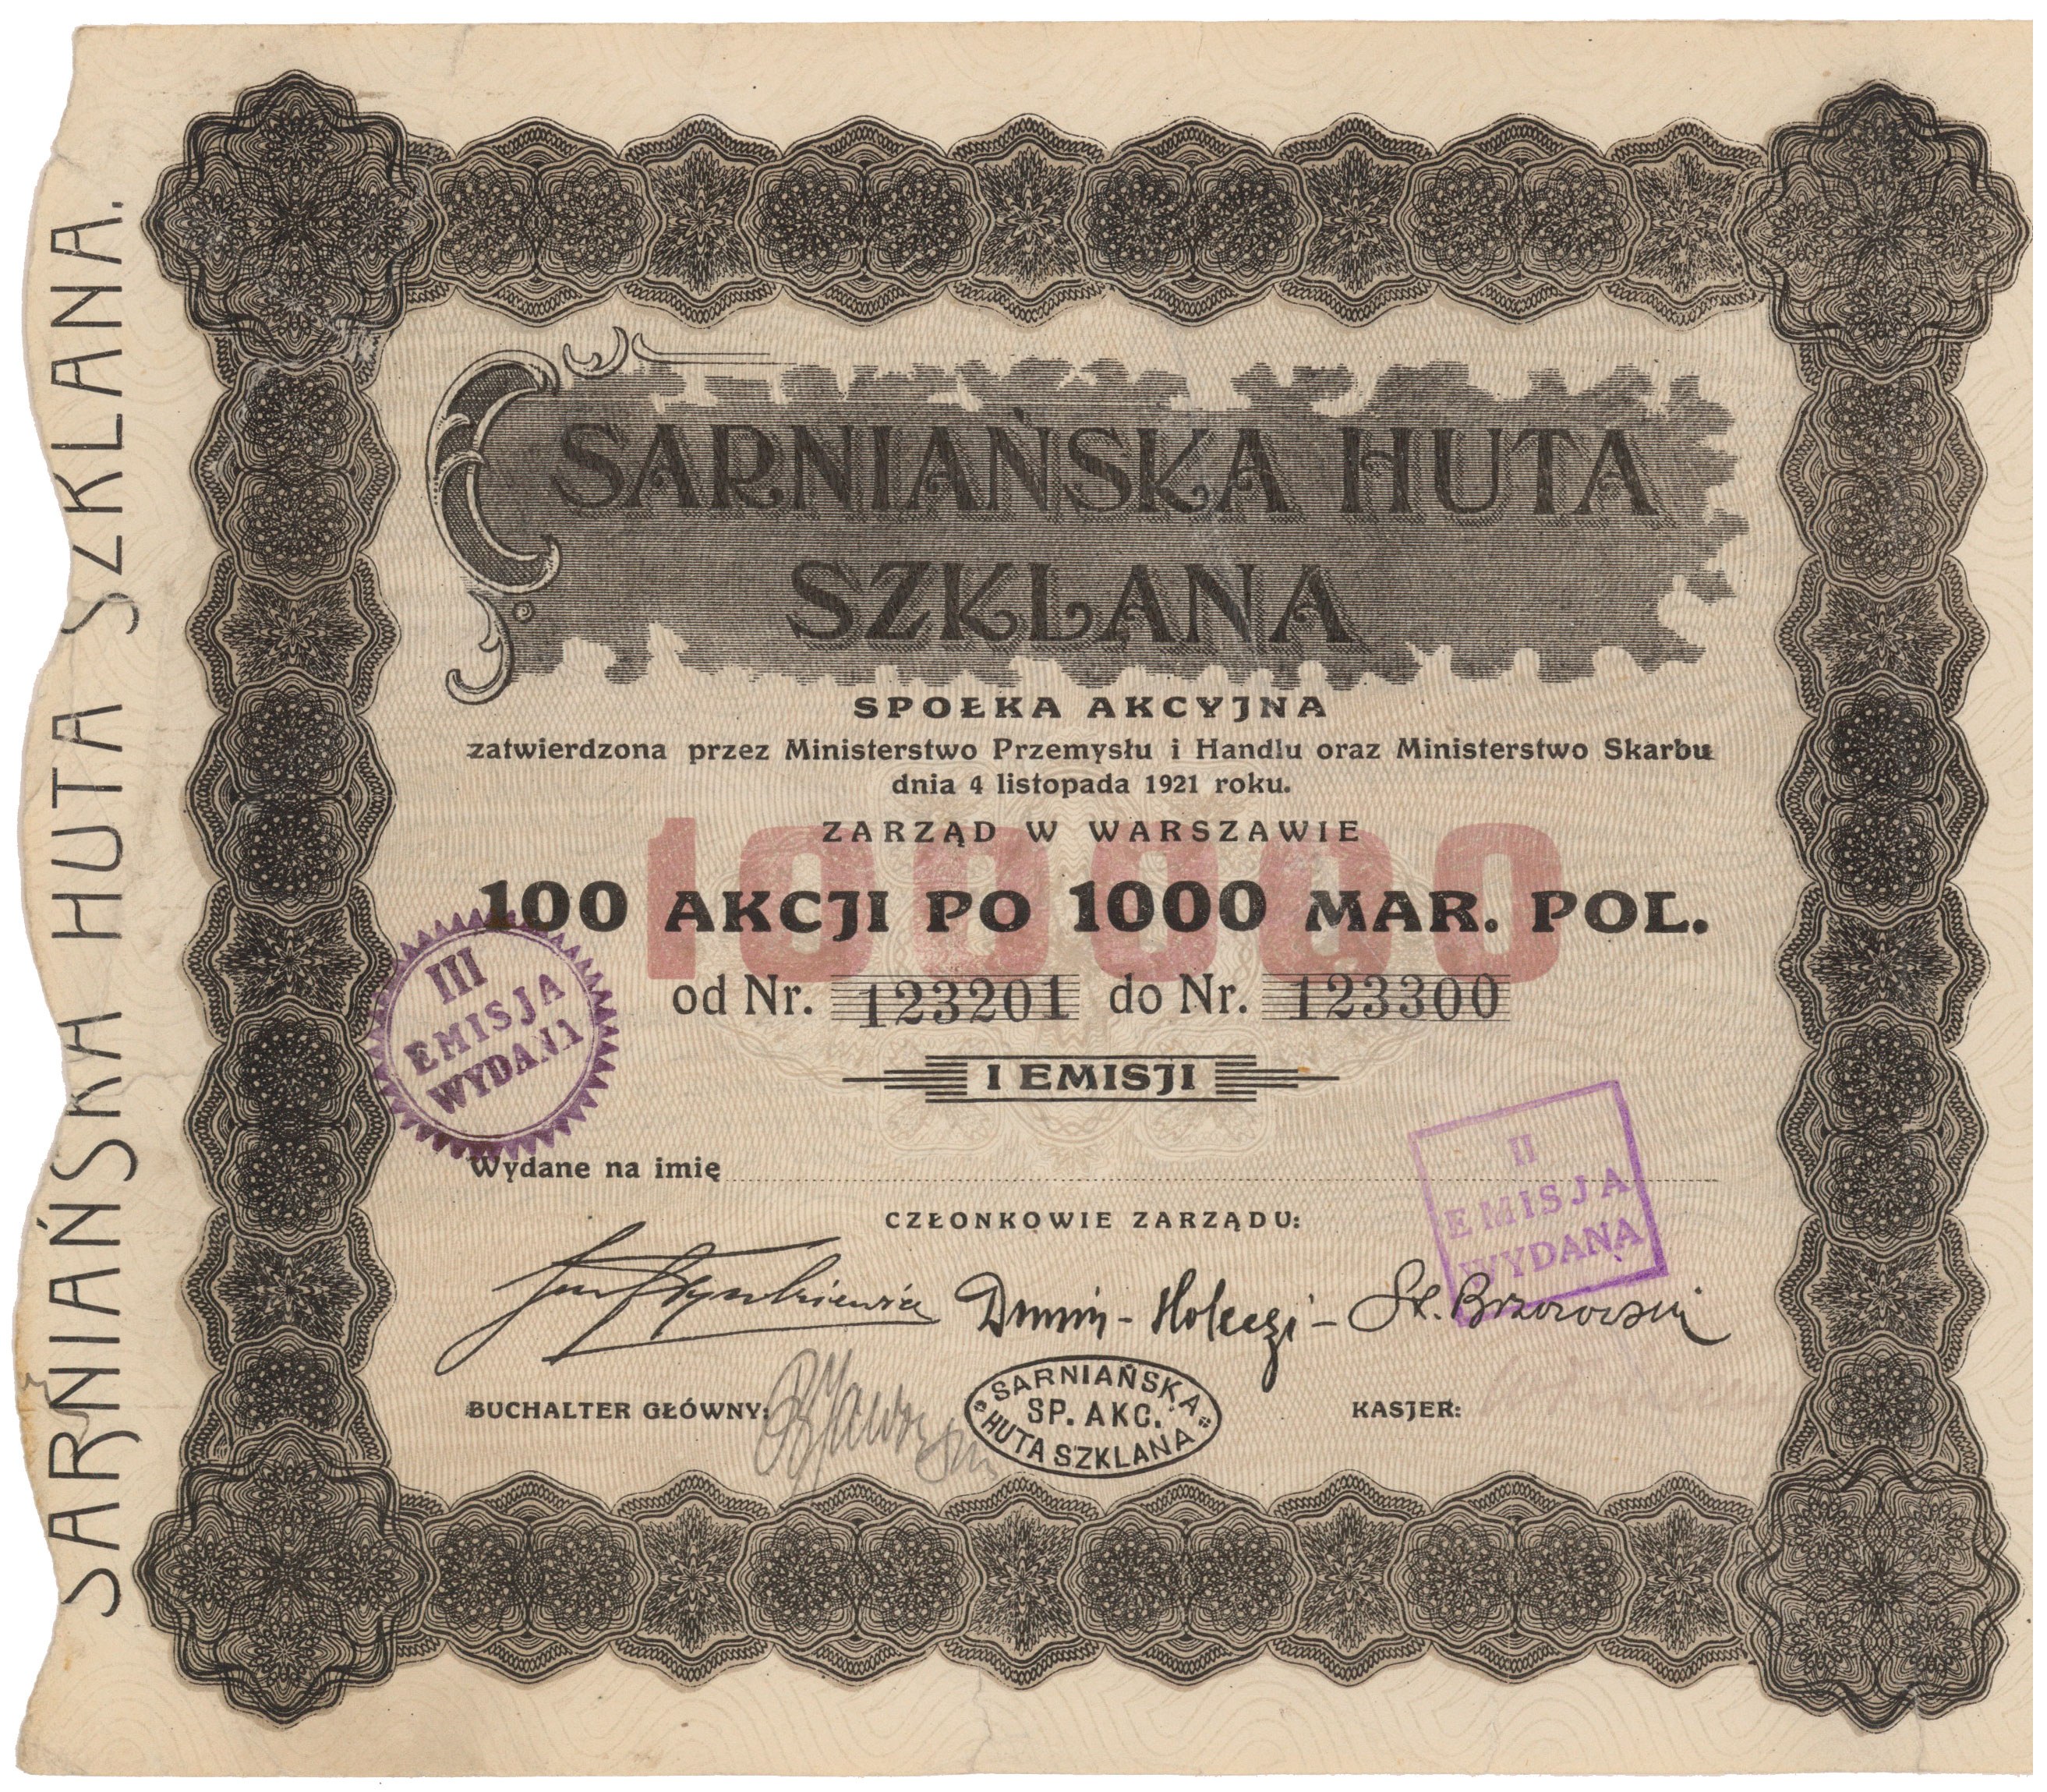 SARNIAŃSKA HUTA SZKLANA.
SARNIAŃSKA HUTA
SZKLANA
SPOŁKA AKCYJNA
zatwierdzona przez Ministerstwo Przemysłu i Handlu oraz Ministerstwo Skarbu
dnia 4 listopada 1921 roku.
ZARZĄD W WARSZAWIE
100000
100 AKCJI PO 1000 MAR. POL.
od Nr. 123201 do Nr. 123300
I EMISJI
III
EMISJA
WYDANA
II
EMISJA
WYDANA
Wydane na imię
CZŁONKOWIE ZARZĄDU:
St. Brzozowski
BUCHALTER GŁÓWNY:
SARNIAŃSKA
SP. AKC.
HUTA SZKLANA
KASJER: